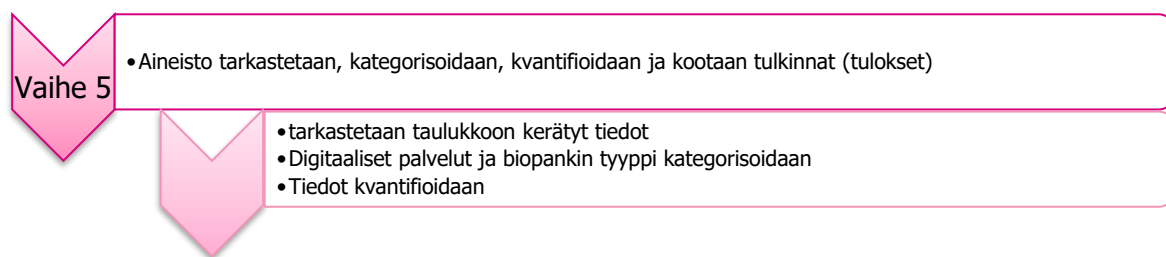 Vaihe 5
•Aineisto tarkastetaan, kategorisoidaan, kvantifioidaan ja kootaan tulkinnat (tulokset)
•tarkastetaan taulukkoon kerätyt tiedot
•Digitaaliset palvelut ja biopankin tyyppi kategorisoidaan
•Tiedot kvantifioidaan